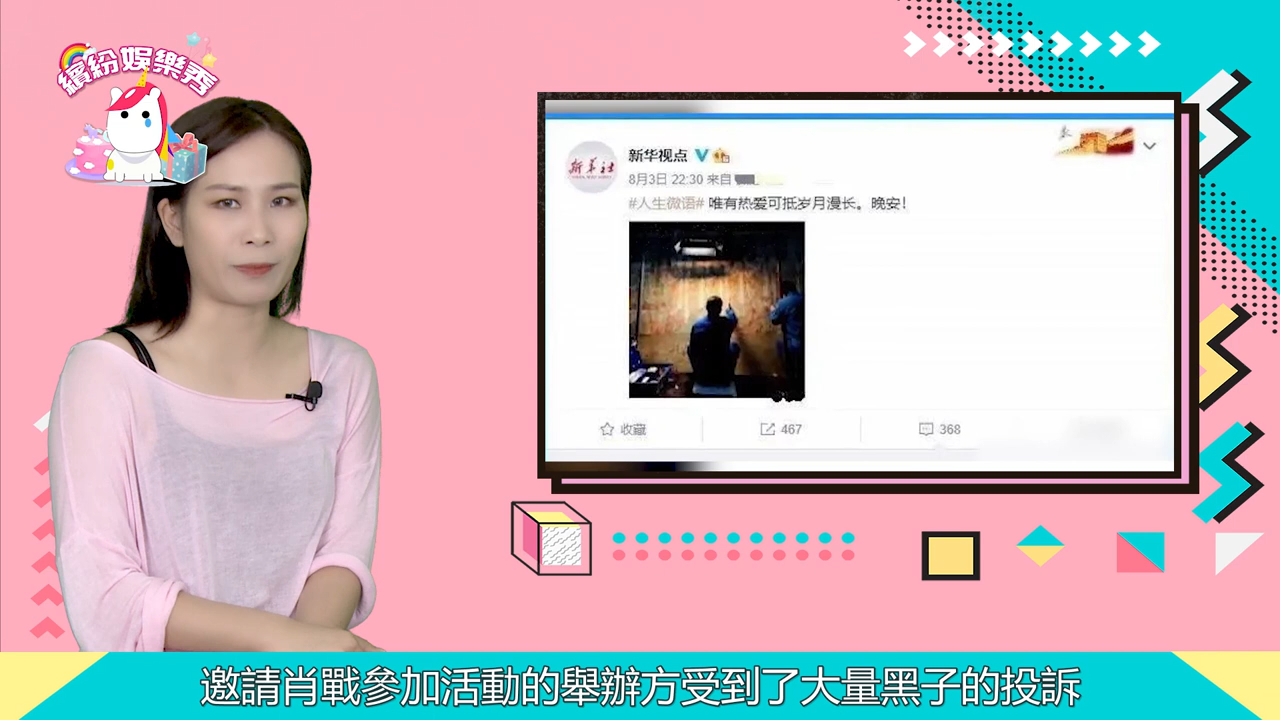 繽紛娛樂秀
新华社
新华视点
8月3日 22:30 来自
#人生微语# 唯有热爱可抵岁月漫长。晚安!
收藏
467
368
邀請肖戰參加活動的舉辦方受到了大量黑子的投訴